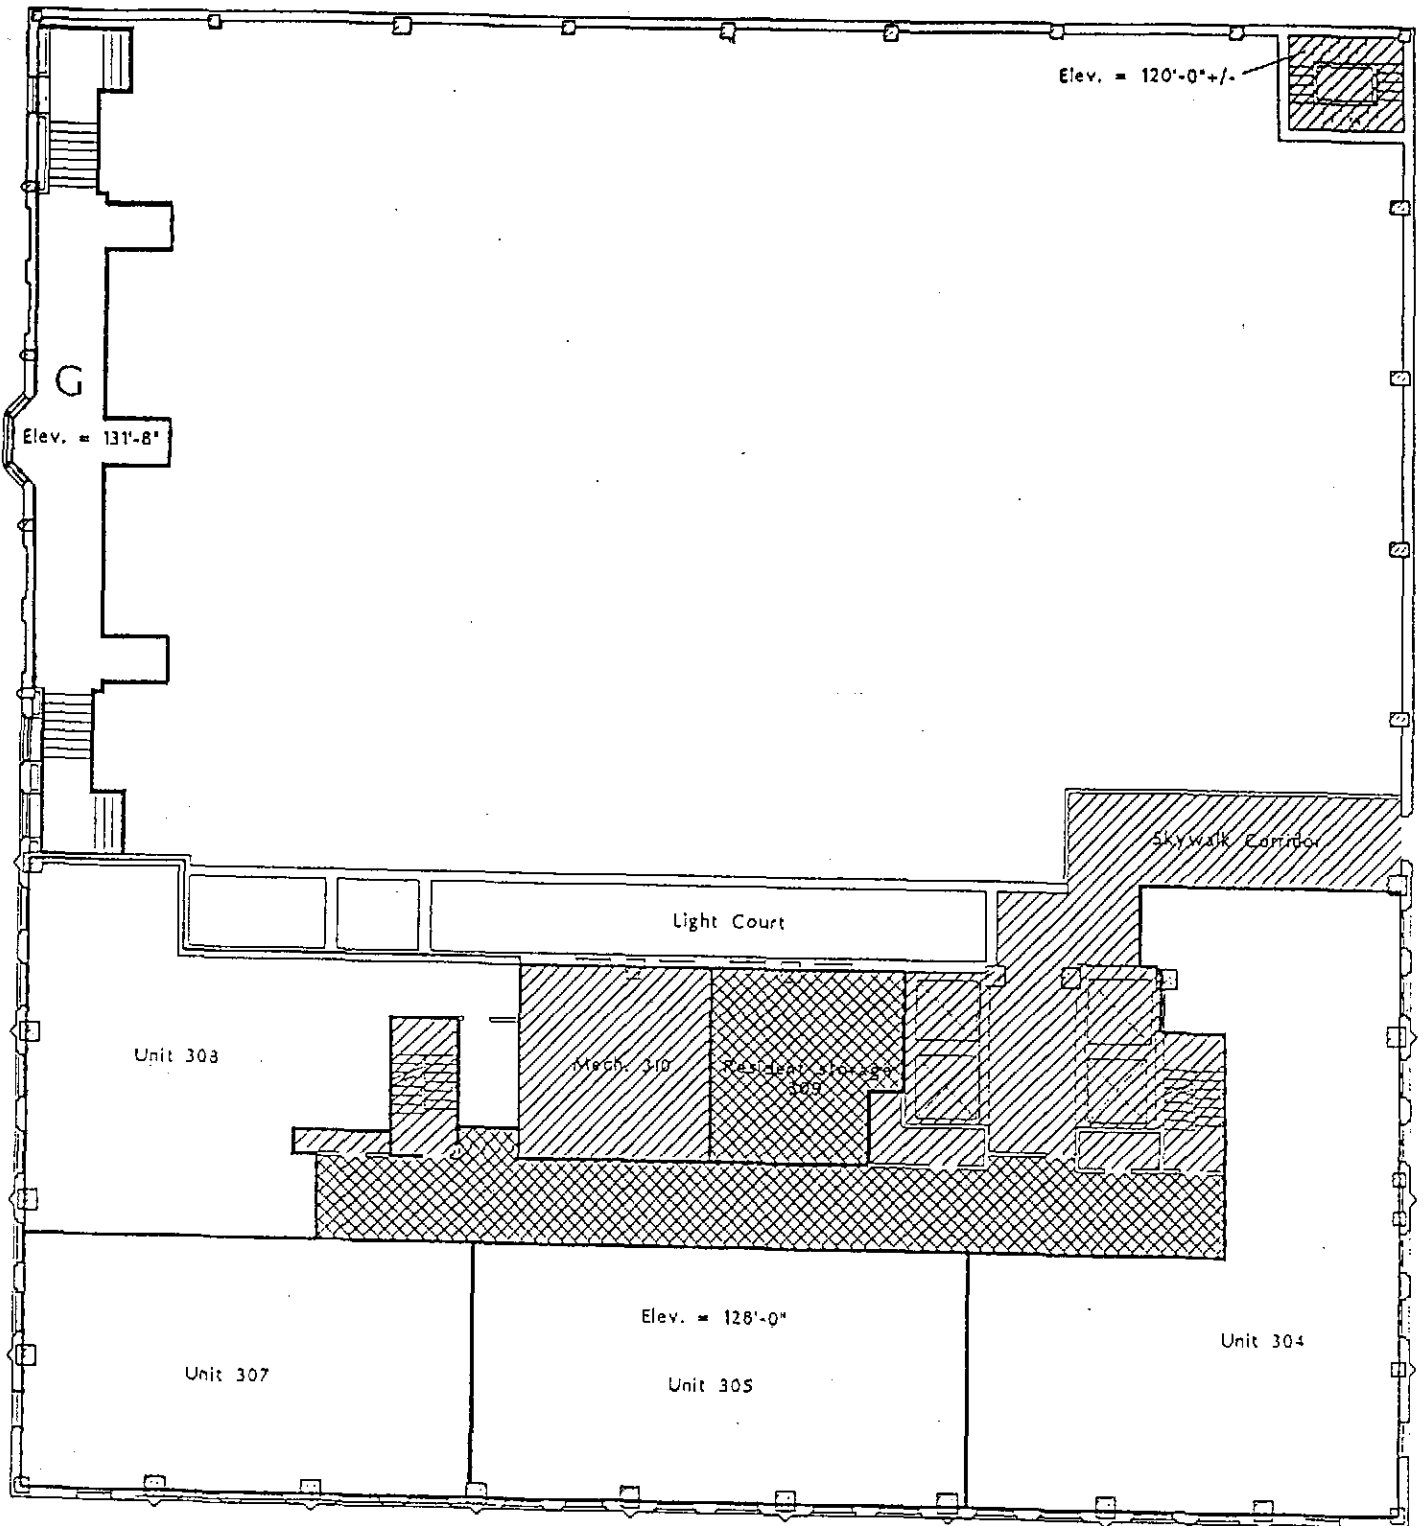 Elev. = 120'-0"+/-
G
Elev. = 131'-8"
Skywalk Corridor
Light Court
Unit 308
Mech. 310
Resident Storage
309
Elev. = 128'-0"
Unit 304
Unit 307
Unit 305